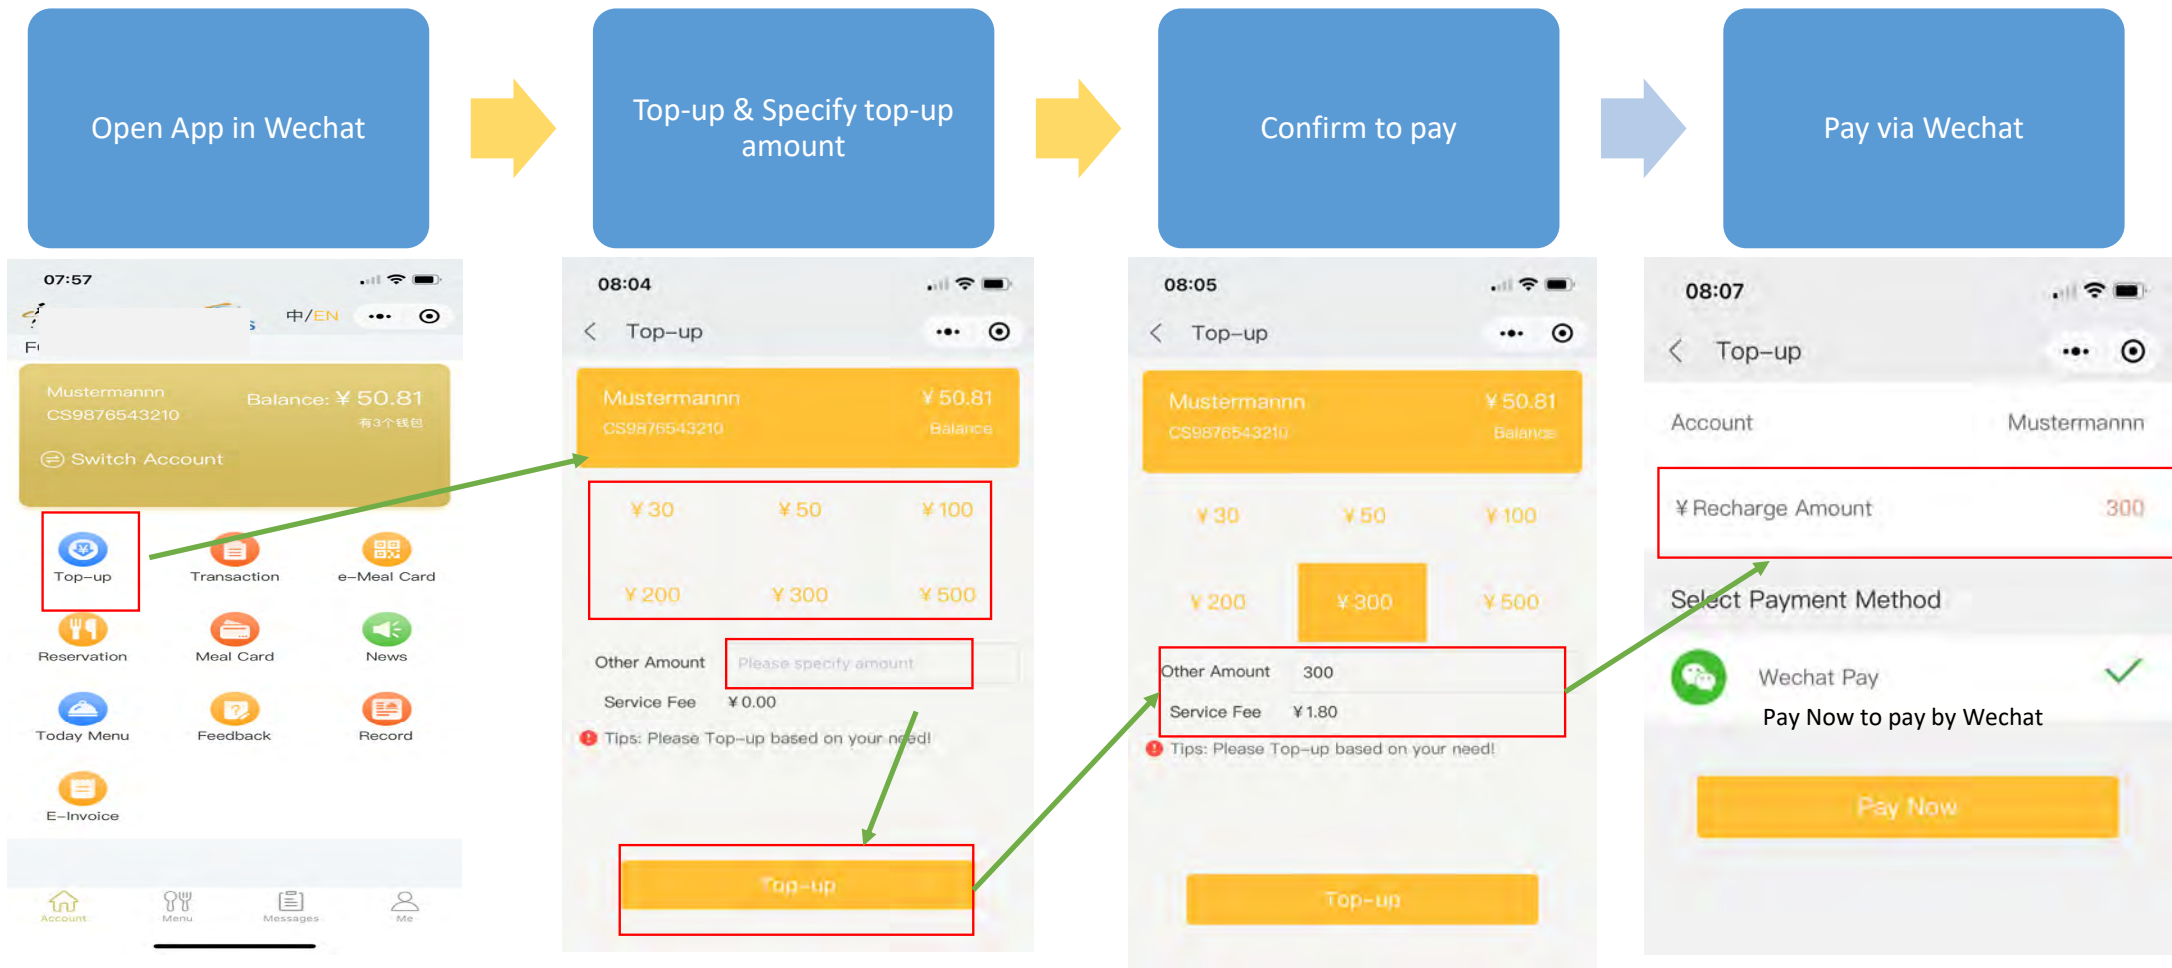 Open App in Wechat
Top-up & Specify top-up
amount
Confirm to pay
Pay via Wechat
07:57
中/EN
s
F
Mustermannn
Balance: ¥ 50.81
CS9876543210
有3个钱包
Switch Account
Top-up
Transaction
e-Meal Card
Reservation
Meal Card
News
Today Menu
Feedback
Record
E-Invoice
Account
Menu
Messages
Me
08:04
Top-up
Mustermannn
¥ 50.81
CS9876543210
Balance
¥ 30
¥ 50
¥ 100
¥ 200
¥ 300
¥ 500
Other Amount
Please specify amount
Service Fee
¥ 0.00
Tips: Please Top-up based on your need!
Top-up
08:05
Top-up
Mustermannn
¥ 50.81
CS9876543210
Balance
¥ 30
¥ 50
¥ 100
¥ 200
¥ 300
¥ 500
Other Amount
300
Service Fee
¥ 1.80
Tips: Please Top-up based on your need!
Top-up
08:07
Top-up
Account
Mustermannn
¥ Recharge Amount
300
Select Payment Method
Wechat Pay
Pay Now to pay by Wechat
Pay Now